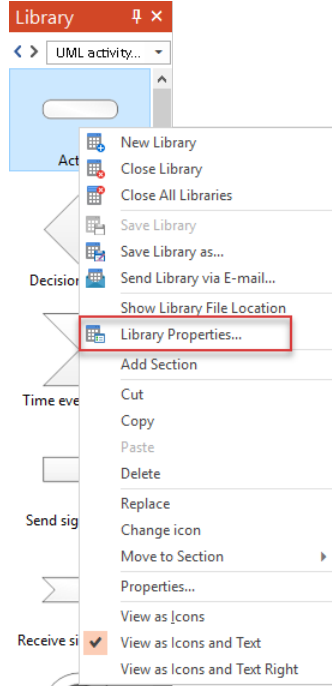 Library
UML activity...
Act
New Library
Close Library
Close All Libraries
Save Library
Decision
Save Library as...
Send Library via E-mail...
Show Library File Location
Library Properties...
Add Section
Time eve
Cut
Copy
Paste
Delete
Send sig
Replace
Change icon
Move to Section
Properties...
View as Icons
Receive si
View as Icons and Text
View as Icons and Text Right